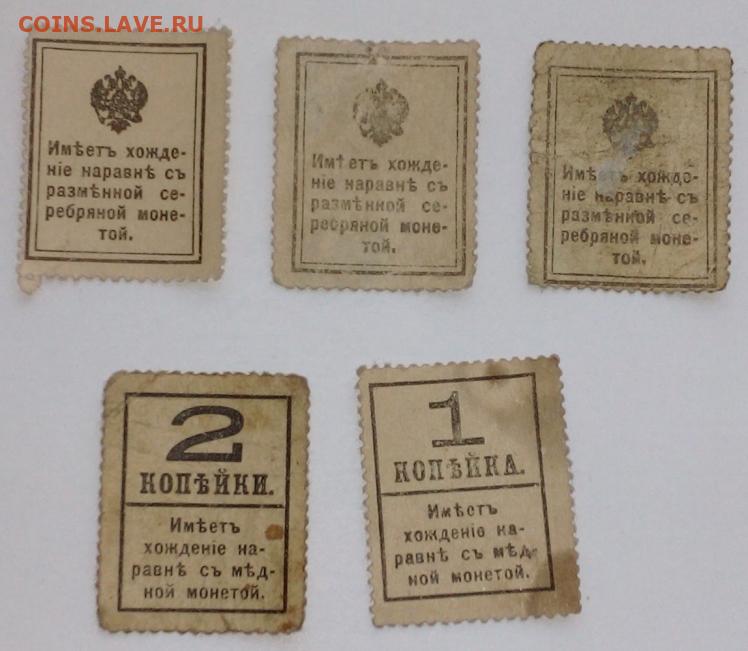 COINS.LAVE.RU
Имѣетъ хожде-
ніе наравнѣ съ
размѣнной се-
ребряной моне-
той.
Имѣетъ хожде-
ніе наравнѣ съ
размѣнной се-
ребряной моне-
той.
Имѣетъ хожде-
ніе наравнѣ съ
размѣнной се-
ребряной моне-
той.
2
КОПѢЙКИ.
Имѣетъ
хожденіе на-
равнѣ съ мѣд-
ной монетой.
1
КОПѢЙКА.
Имѣетъ
хожденіе на-
равнѣ съ мѣд-
ной монетой.